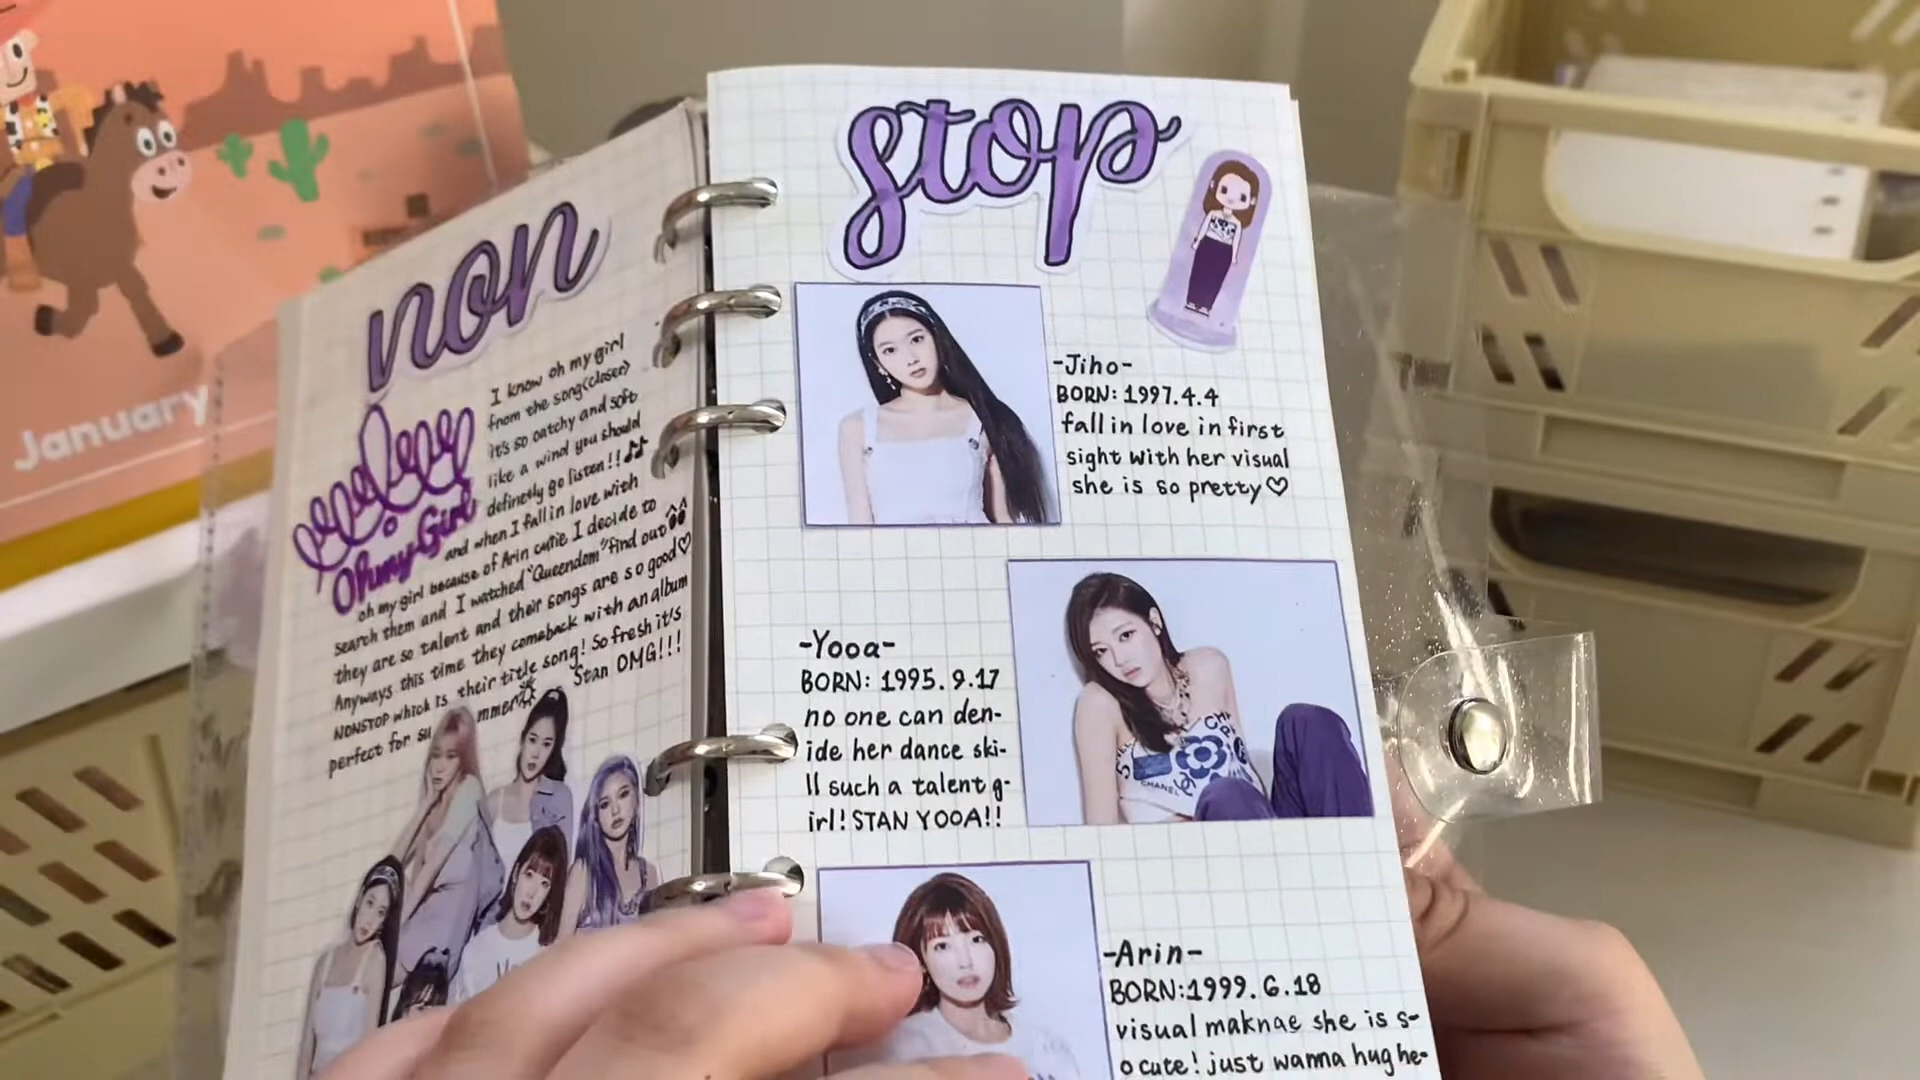 January
non
I know oh my girl
from the song(closer)
it's so catchy and soft
like a wind you should
definetly go listen!!♫♪
Oh my Girl
and when I fall in love with
oh my girl because of Arin cutie I decide to
search them and I watched "Queendom" find out
they are so talent and their songs are so good♡
Anyways this time they comeback with an album
NONSTOP which is their title song! So fresh it's
perfect for summer Stan OMG!!!
stop
-Jiho-
BORN: 1997.4.4
fall in love in first
sight with her visual
she is so pretty♡
-Yooa-
BORN: 1995.9.17
no one can den-
ide her dance ski-
ll such a talent g-
irl! STAN YOOA!!
CHANEL
-Arin-
BORN:1999.6.18
visual maknae she is s-
o cute! just wanna hug he-